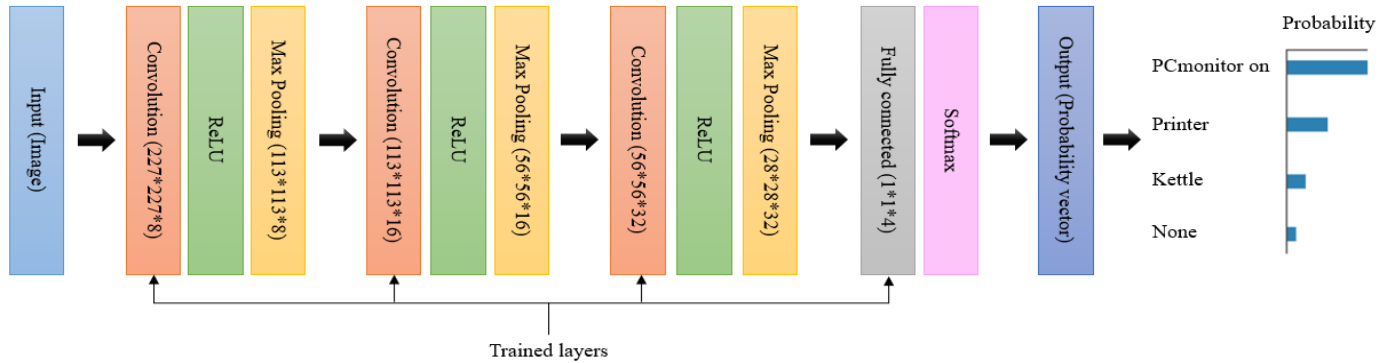 Input (Image)
Convolution (227*227*8)
ReLU
Max Pooling (113*113*8)
Convolution (113*113*16)
ReLU
Max Pooling (56*56*16)
Convolution (56*56*32)
ReLU
Max Pooling (28*28*32)
Fully connected (1*1*4)
Softmax
Output (Probability vector)
Probability
PCmonitor on
Printer
Kettle
None
Trained layers